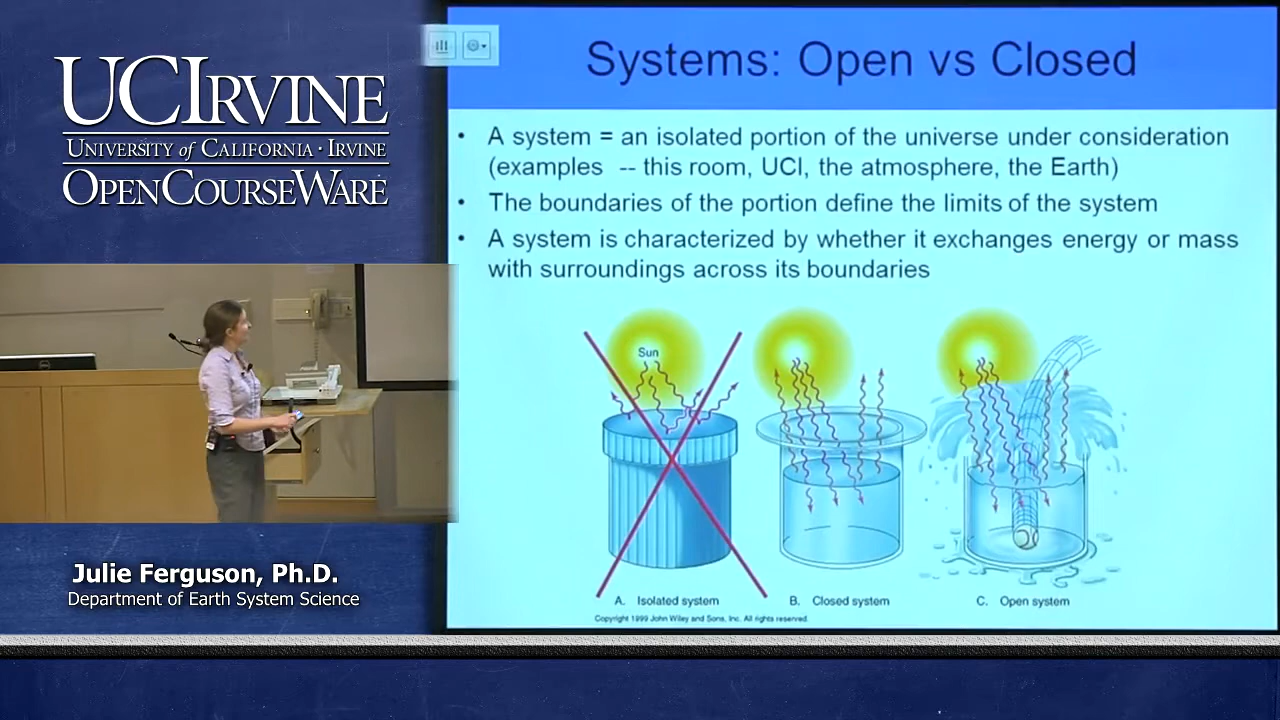 UCIRVINE
UNIVERSITY of CALIFORNIA · IRVINE
OPENCOURSEWARE
Julie Ferguson, Ph.D.
Department of Earth System Science
Systems: Open vs Closed
• A system = an isolated portion of the universe under consideration
(examples -- this room, UCI, the atmosphere, the Earth)
• The boundaries of the portion define the limits of the system
• A system is characterized by whether it exchanges energy or mass
with surroundings across its boundaries
Sun
A. Isolated system
B. Closed system
C. Open system
Copyright 1999 John Wiley and Sons, Inc. All rights reserved.